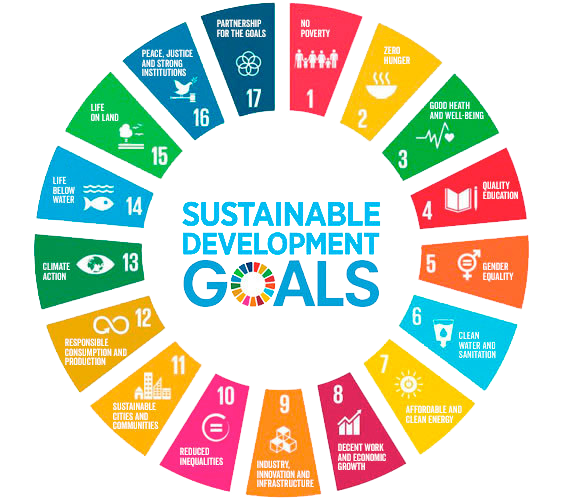 SUSTAINABLE
DEVELOPMENT
GOALS
NO
POVERTY
1
ZERO
HUNGER
2
GOOD HEATH
AND WELL-BEING
3
QUALITY
EDUCATION
4
GENDER
EQUALITY
5
CLEAN
WATER AND
SANITATION
6
AFFORDABLE AND
CLEAN ENERGY
7
DECENT WORK
AND ECONOMIC
GROWTH
8
INDUSTRY,
INNOVATION AND
INFRASTRUCTURE
9
REDUCED
INEQUALITIES
10
SUSTAINABLE
CITIES AND
COMMUNITIES
11
RESPONSIBLE
CONSUMPTION AND
PRODUCTION
12
CLIMATE
ACTION
13
LIFE
BELOW
WATER
14
LIFE
ON LAND
15
PEACE, JUSTICE
AND STRONG
INSTITUTIONS
16
PARTNERSHIP
FOR THE GOALS
17